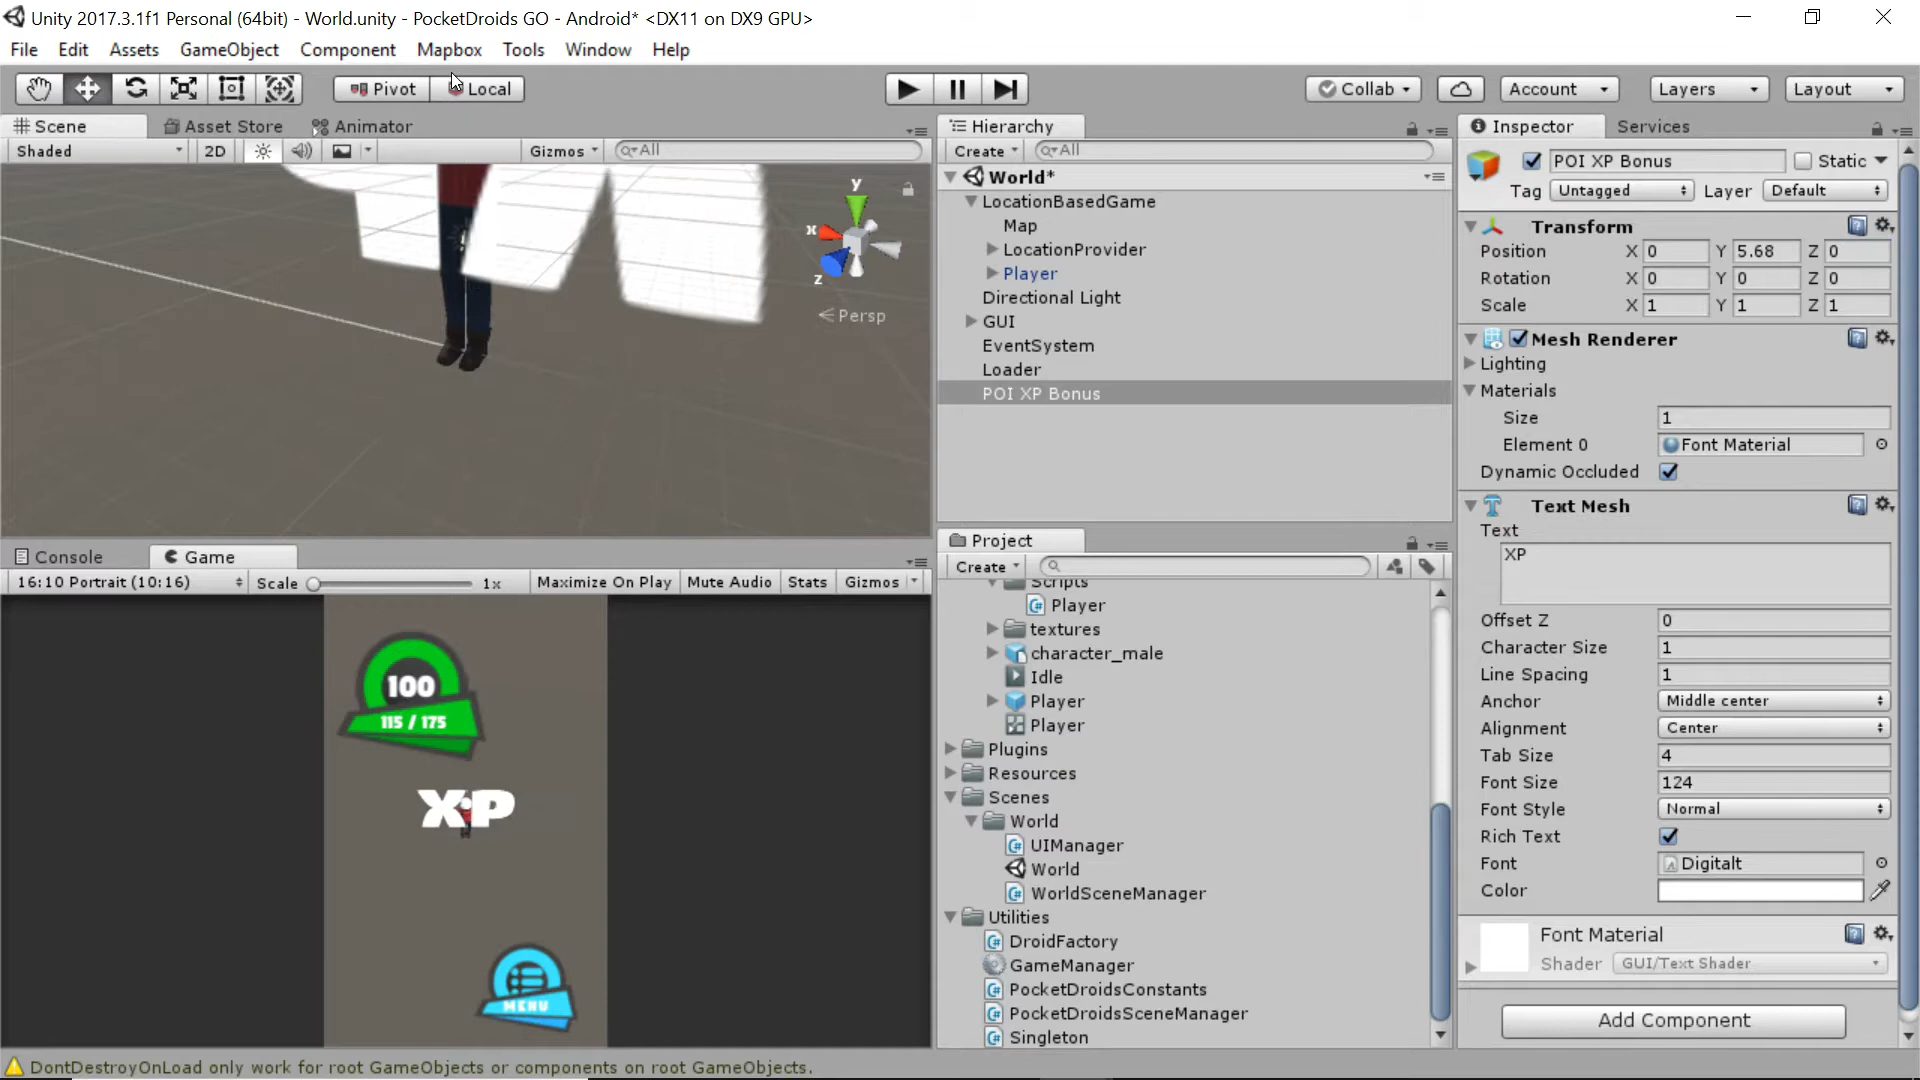 Unity 2017.3.1f1 Personal (64bit) - World.unity - PocketDroids GO - Android* <DX11 on DX9 GPU>
File Edit Assets GameObject Component Mapbox Tools Window Help
Pivot Local Collab Account Layers Layout
Scene Asset Store Animator
Shaded 2D Gizmos All
y
x
z
Persp
Console Game
16:10 Portrait (10:16) Scale 1x Maximize On Play Mute Audio Stats Gizmos
100
115 / 175
XP
MENU
Hierarchy
Create All
World*
LocationBasedGame
Map
LocationProvider
Player
Directional Light
GUI
EventSystem
Loader
POI XP Bonus
Project
Create
Scripts
Player
textures
character_male
Idle
Player
Player
Plugins
Resources
Scenes
World
UIManager
World
WorldSceneManager
Utilities
DroidFactory
GameManager
PocketDroidsConstants
PocketDroidsSceneManager
Singleton
Inspector Services
POI XP Bonus Static
Tag Untagged Layer Default
Transform
Position X 0 Y 5.68 Z 0
Rotation X 0 Y 0 Z 0
Scale X 1 Y 1 Z 1
Mesh Renderer
Lighting
Materials
Size 1
Element 0 Font Material
Dynamic Occluded
Text Mesh
Text
XP
Offset Z 0
Character Size 1
Line Spacing 1
Anchor Middle center
Alignment Center
Tab Size 4
Font Size 124
Font Style Normal
Rich Text
Font Digitalt
Color
Font Material
Shader GUI/Text Shader
Add Component
DontDestroyOnLoad only work for root GameObjects or components on root GameObjects.